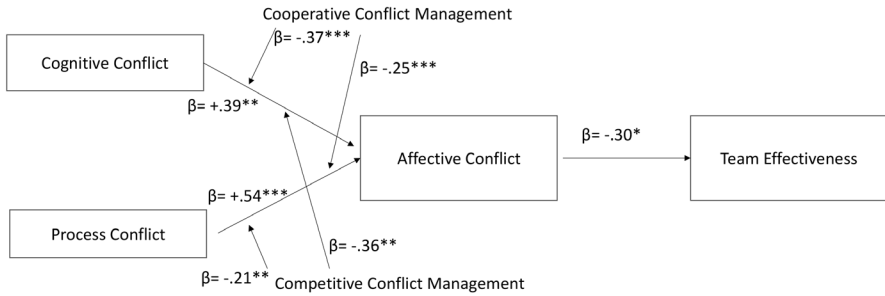 Cooperative Conflict Management
β= -.37***
Cognitive Conflict
β= -.25***
β= +.39**
Affective Conflict
β= -.30*
Team Effectiveness
β= +.54***
Process Conflict
β= -.36**
β= -.21**
Competitive Conflict Management